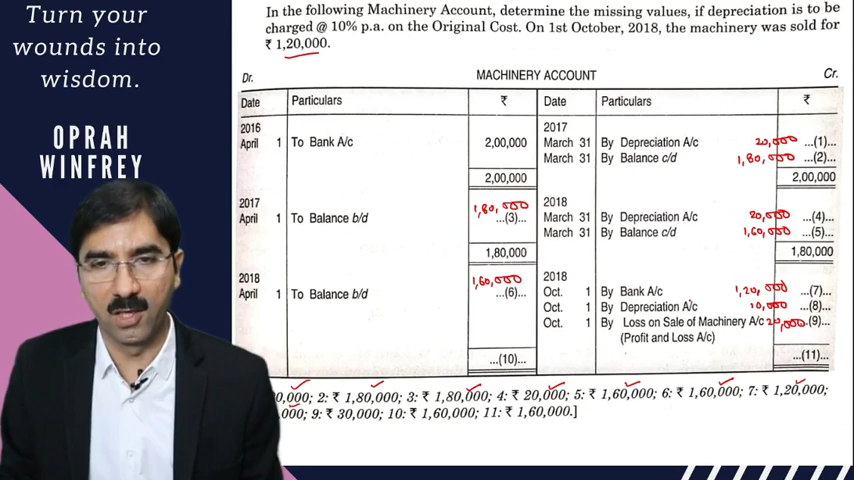 Turn your
wounds into
wisdom.
OPRAH
WINFREY
In the following Machinery Account, determine the missing values, if depreciation is to be
charged @ 10% p.a. on the Original Cost. On 1st October, 2018, the machinery was sold for
₹ 1,20,000.
Dr. MACHINERY ACCOUNT Cr.
Date Particulars ₹ Date Particulars ₹
2016 2017
April 1 To Bank A/c 2,00,000 March 31 By Depreciation A/c 20,000 ...(1)...
March 31 By Balance c/d 1,80,000 ...(2)...
2,00,000 2,00,000
2017 1,80,000 2018
April 1 To Balance b/d ...(3)... March 31 By Depreciation A/c 20,000 ...(4)...
March 31 By Balance c/d 1,60,000 ...(5)...
1,80,000 1,80,000
2018 1,60,000 2018
April 1 To Balance b/d ...(6)... Oct. 1 By Bank A/c 1,20,000 ...(7)...
Oct. 1 By Depreciation A/c 10,000 ...(8)...
Oct. 1 By Loss on Sale of Machinery A/c 20,000 ...(9)...
(Profit and Loss A/c)
...(10)... ...(11)...
0,000; 2: ₹ 1,80,000; 3: ₹ 1,80,000; 4: ₹ 20,000; 5: ₹ 1,60,000; 6: ₹ 1,60,000; 7: ₹ 1,20,000;
,000; 9: ₹ 30,000; 10: ₹ 1,60,000; 11: ₹ 1,60,000.]